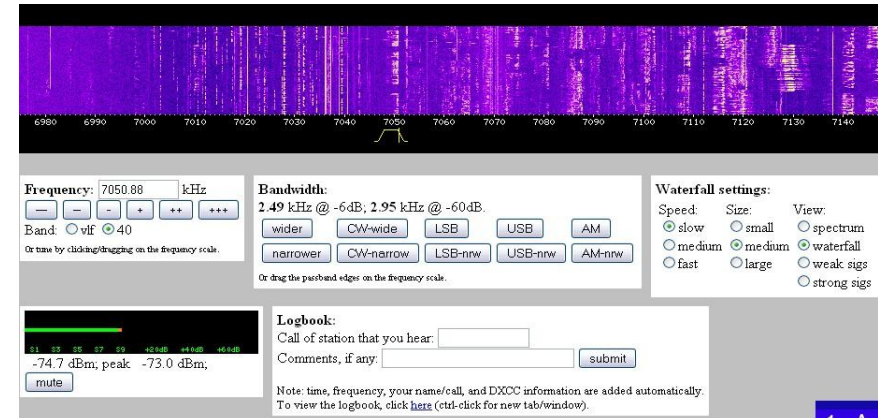 6980 6990 7000 7010 7020 7030 7040 7050 7060 7070 7080 7090 7100 7110 7120 7130 7140
Frequency: 7050.88 kHz
--- -- - + ++ +++
Band: vlf 40
Or tune by clicking/dragging on the frequency scale.
Bandwidth:
2.49 kHz @ -6dB; 2.95 kHz @ -60dB.
wider CW-wide LSB USB AM
narrower CW-narrow LSB-nrw USB-nrw AM-nrw
Or drag the passband edges on the frequency scale.
Waterfall settings:
Speed: Size: View:
slow small spectrum
medium medium waterfall
fast large weak sigs
strong sigs
S1 S3 S5 S7 S9 +20dB +40dB +60dB
-74.7 dBm; peak -73.0 dBm;
mute
Logbook:
Call of station that you hear:
Comments, if any: submit
Note: time, frequency, your name/call, and DXCC information are added automatically.
To view the logbook, click here (ctrl-click for new tab/window).